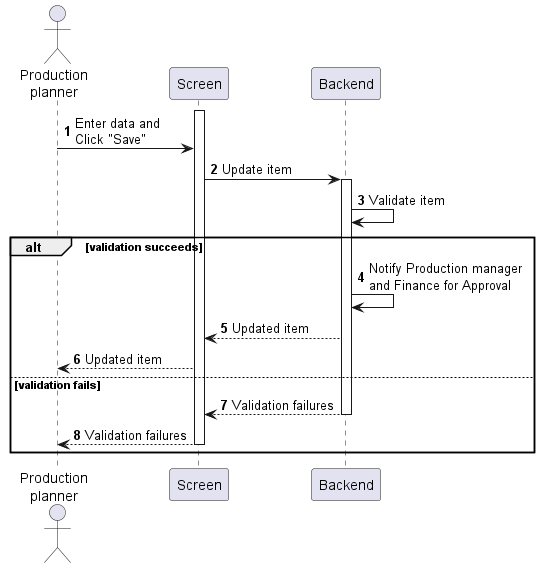 Production
planner
Screen
Backend
1 Enter data and
Click "Save"
2 Update item
3 Validate item
alt [validation succeeds]
4 Notify Production manager
and Finance for Approval
5 Updated item
6 Updated item
[validation fails]
7 Validation failures
8 Validation failures
Production
planner
Screen
Backend